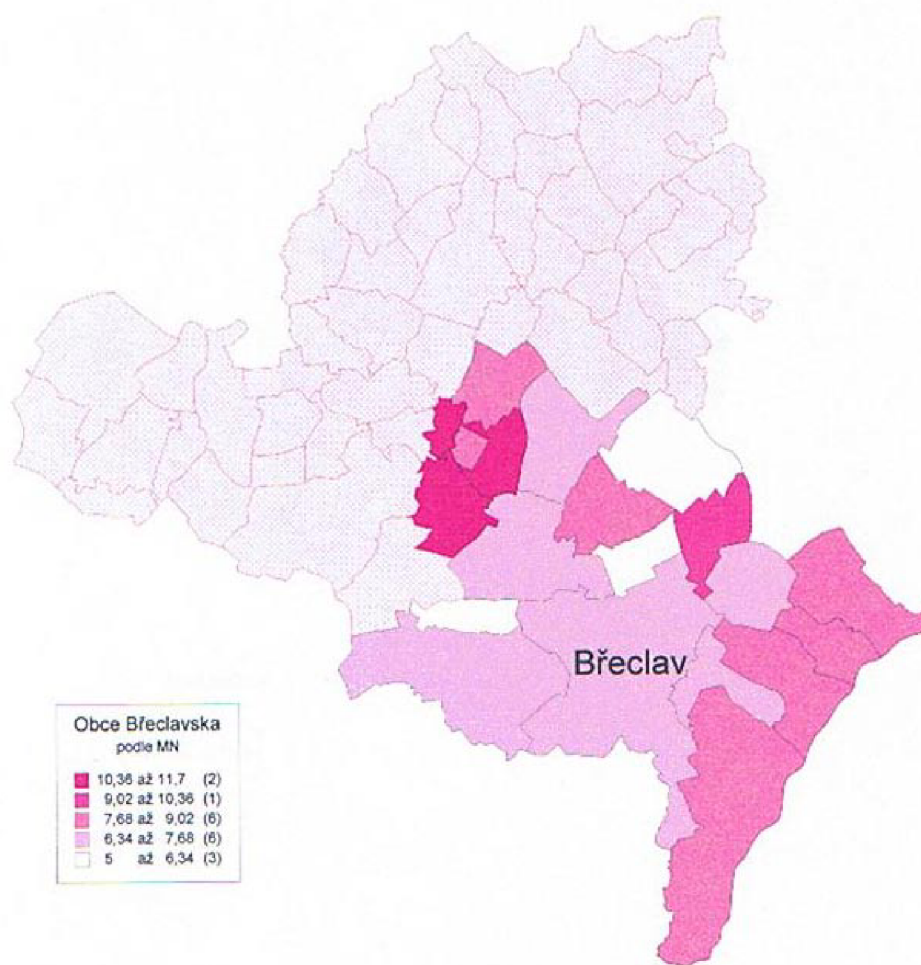 Břeclav
Obce Břeclavska
podle MN
10,36 až 11,7 (2)
9,02 až 10,36 (1)
7,68 až 9,02 (6)
6,34 až 7,68 (6)
5 až 6,34 (3)